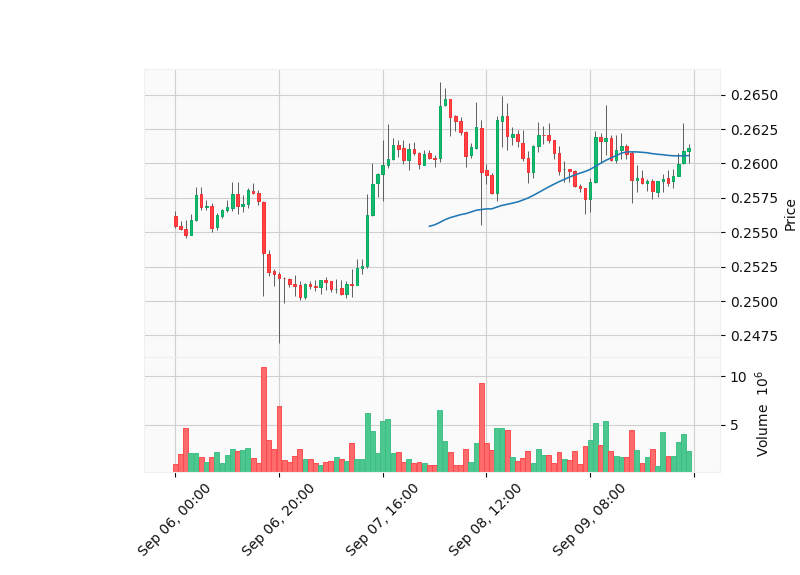 0.2650
0.2625
0.2600
0.2575
0.2550
0.2525
0.2500
0.2475
Price
10
5
Volume 10⁶
Sep 06, 00:00
Sep 06, 20:00
Sep 07, 16:00
Sep 08, 12:00
Sep 09, 08:00